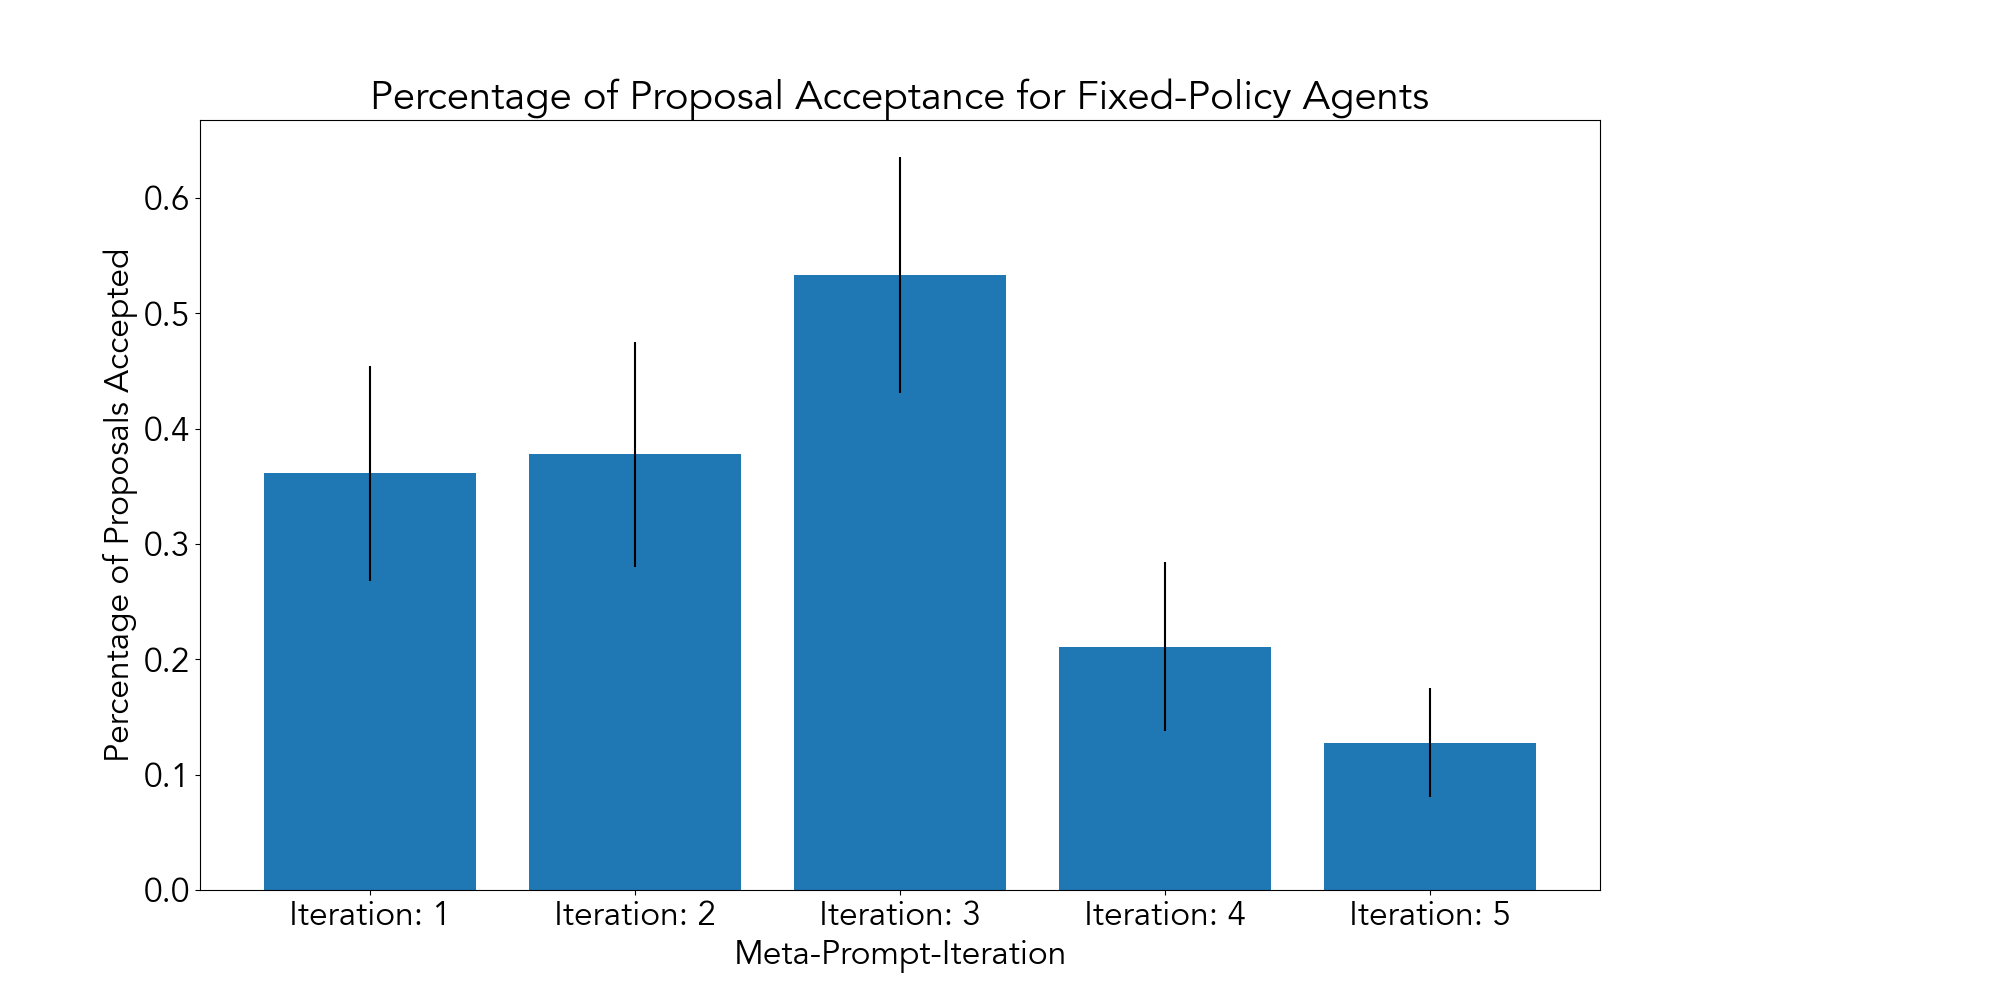 Percentage of Proposal Acceptance for Fixed-Policy Agents
Percentage of Proposals Accepted
0.6
0.5
0.4
0.3
0.2
0.1
0.0
Iteration: 1
Iteration: 2
Iteration: 3
Iteration: 4
Iteration: 5
Meta-Prompt-Iteration